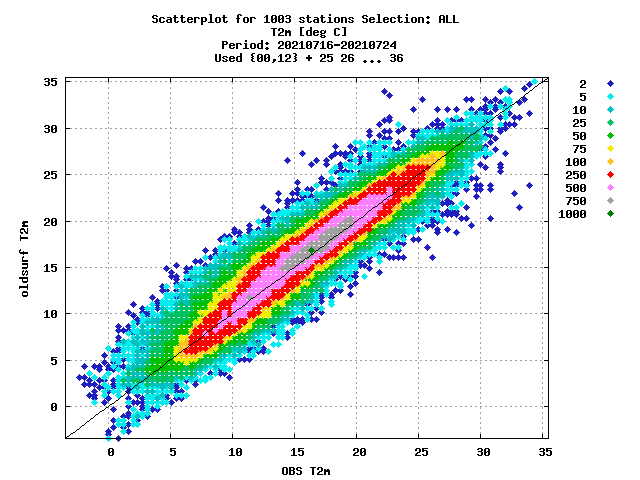 Scatterplot for 1003 stations Selection: ALL
T2m [deg C]
Period: 20210716-20210724
Used {00,12} + 25 26 ... 36
35
30
25
20
15
10
5
0
oldsurf T2m
0 5 10 15 20 25 30 35
OBS T2m
2
5
10
25
50
75
100
250
500
750
1000